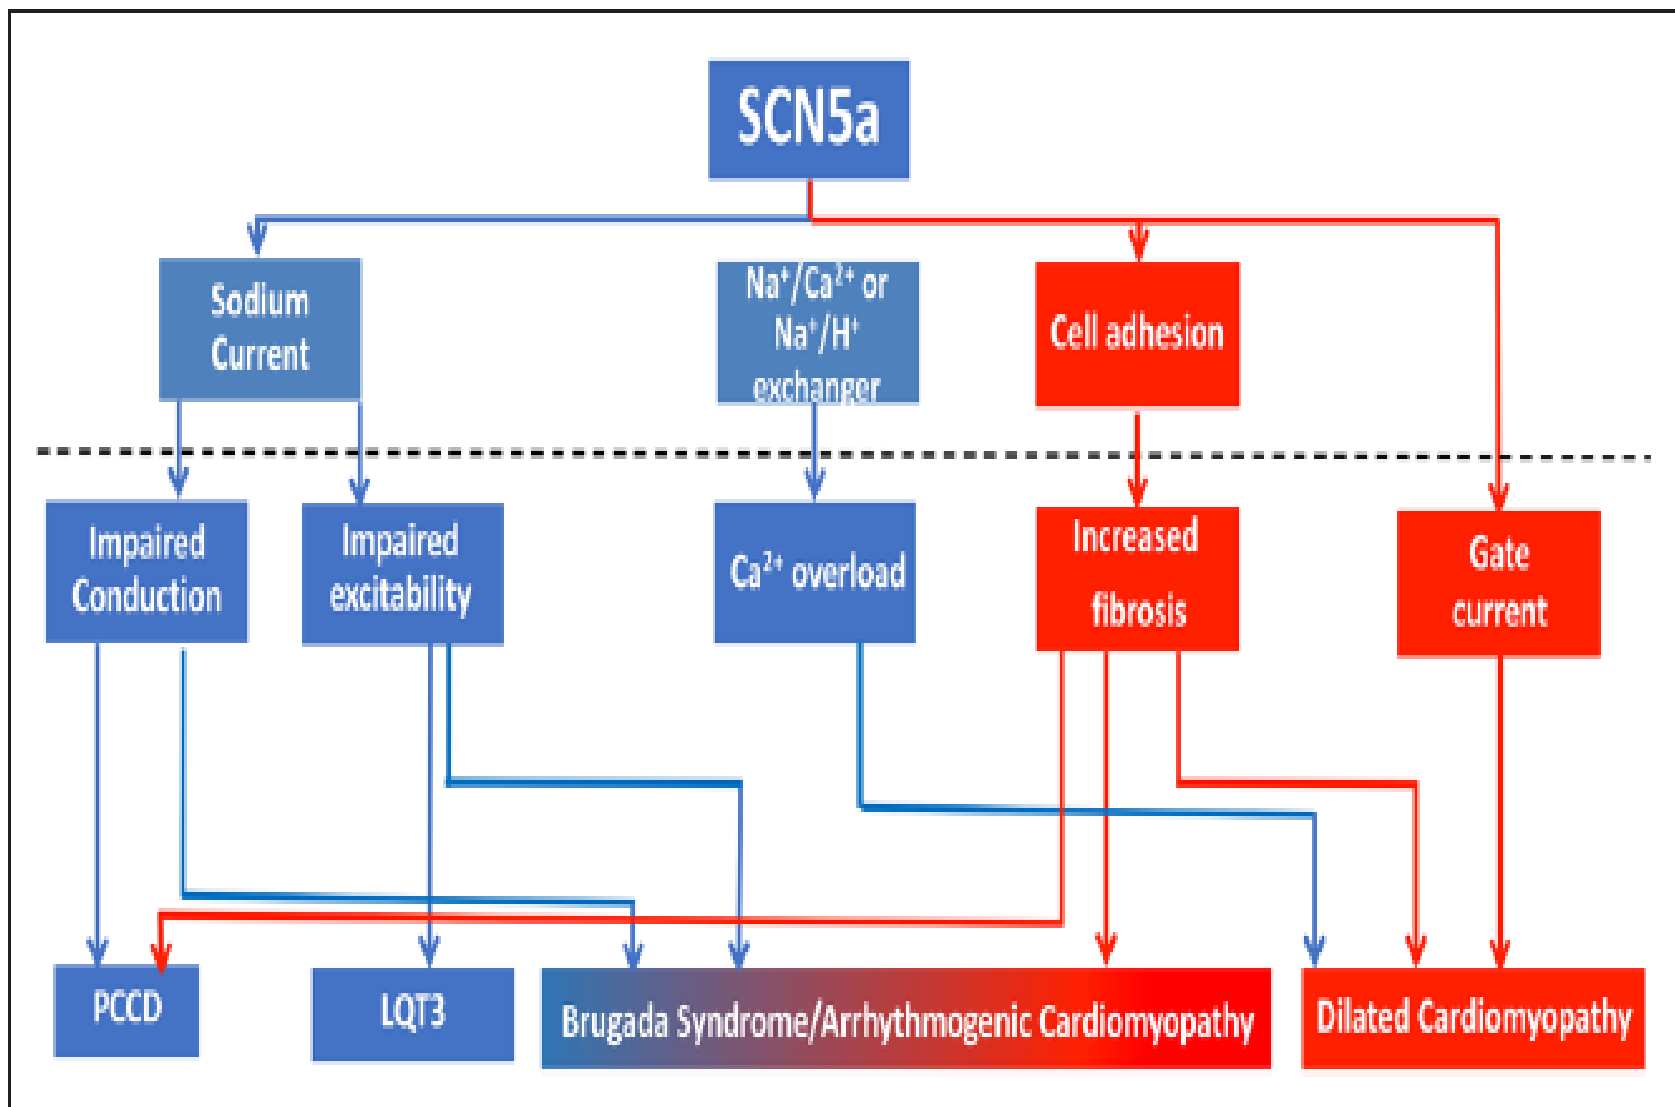 SCN5a
Sodium
Current
Na⁺/Ca²⁺ or
Na⁺/H⁺
exchanger
Cell adhesion
Impaired
Conduction
Impaired
excitability
Ca²⁺ overload
Increased
fibrosis
Gate
current
PCCD
LQT3
Brugada Syndrome/Arrhythmogenic Cardiomyopathy
Dilated Cardiomyopathy